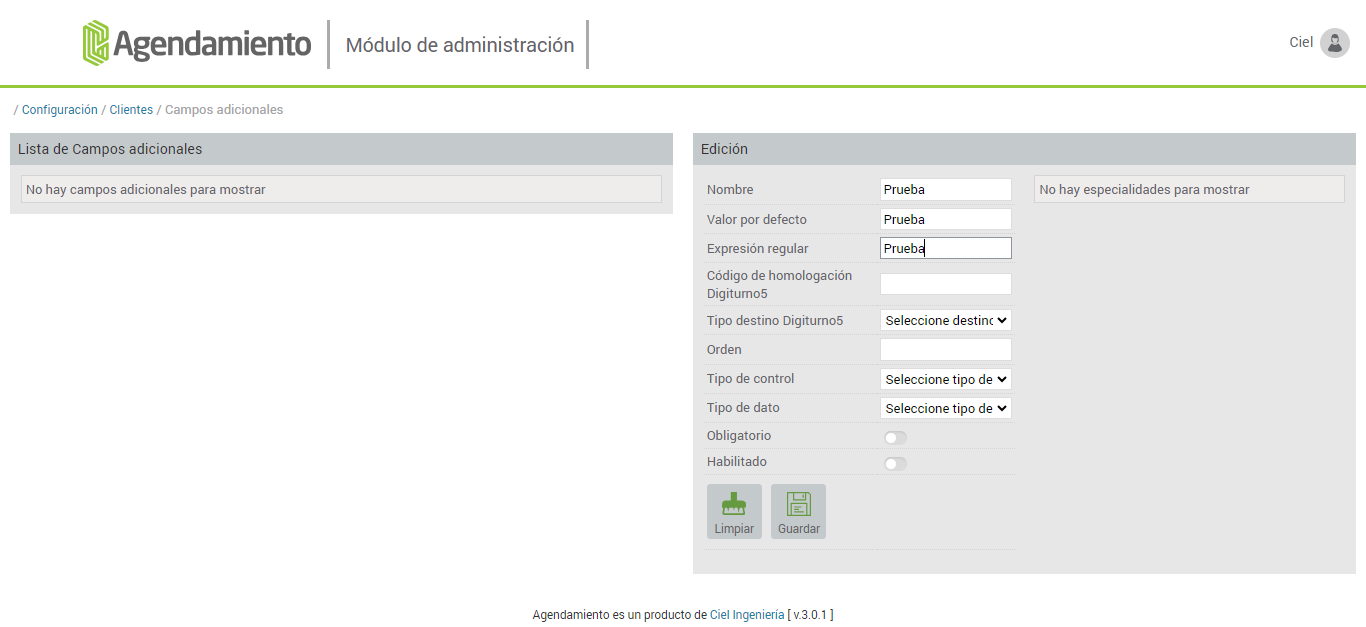 Agendamiento
Módulo de administración
Ciel
/ Configuración / Clientes / Campos adicionales
Lista de Campos adicionales
No hay campos adicionales para mostrar
Edición
Nombre Prueba
No hay especialidades para mostrar
Valor por defecto Prueba
Expresión regular Prueba
Código de homologación
Digiturno5
Tipo destino Digiturno5 Seleccione destinc
Orden
Tipo de control Seleccione tipo de
Tipo de dato Seleccione tipo de
Obligatorio
Habilitado
Limpiar Guardar
Agendamiento es un producto de Ciel Ingeniería [ v.3.0.1 ]